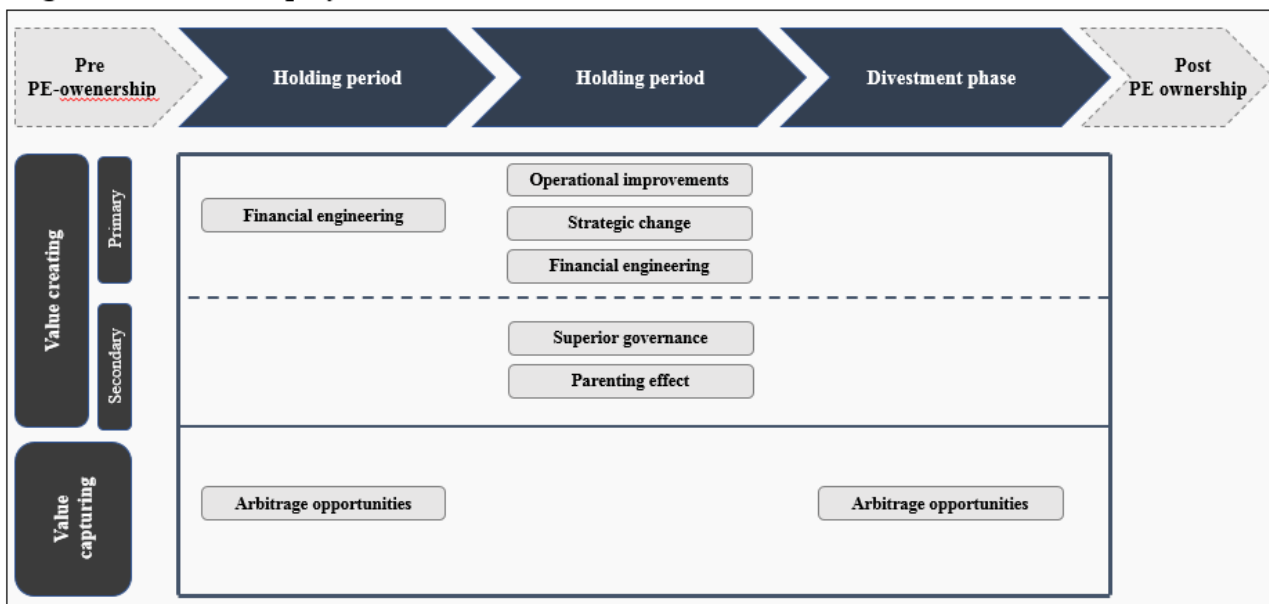 Pre
PE-owenership
Holding period
Holding period
Divestment phase
Post
PE ownership
Value creating
Primary
Financial engineering
Operational improvements
Strategic change
Financial engineering
Secondary
Superior governance
Parenting effect
Value
capturing
Arbitrage opportunities
Arbitrage opportunities